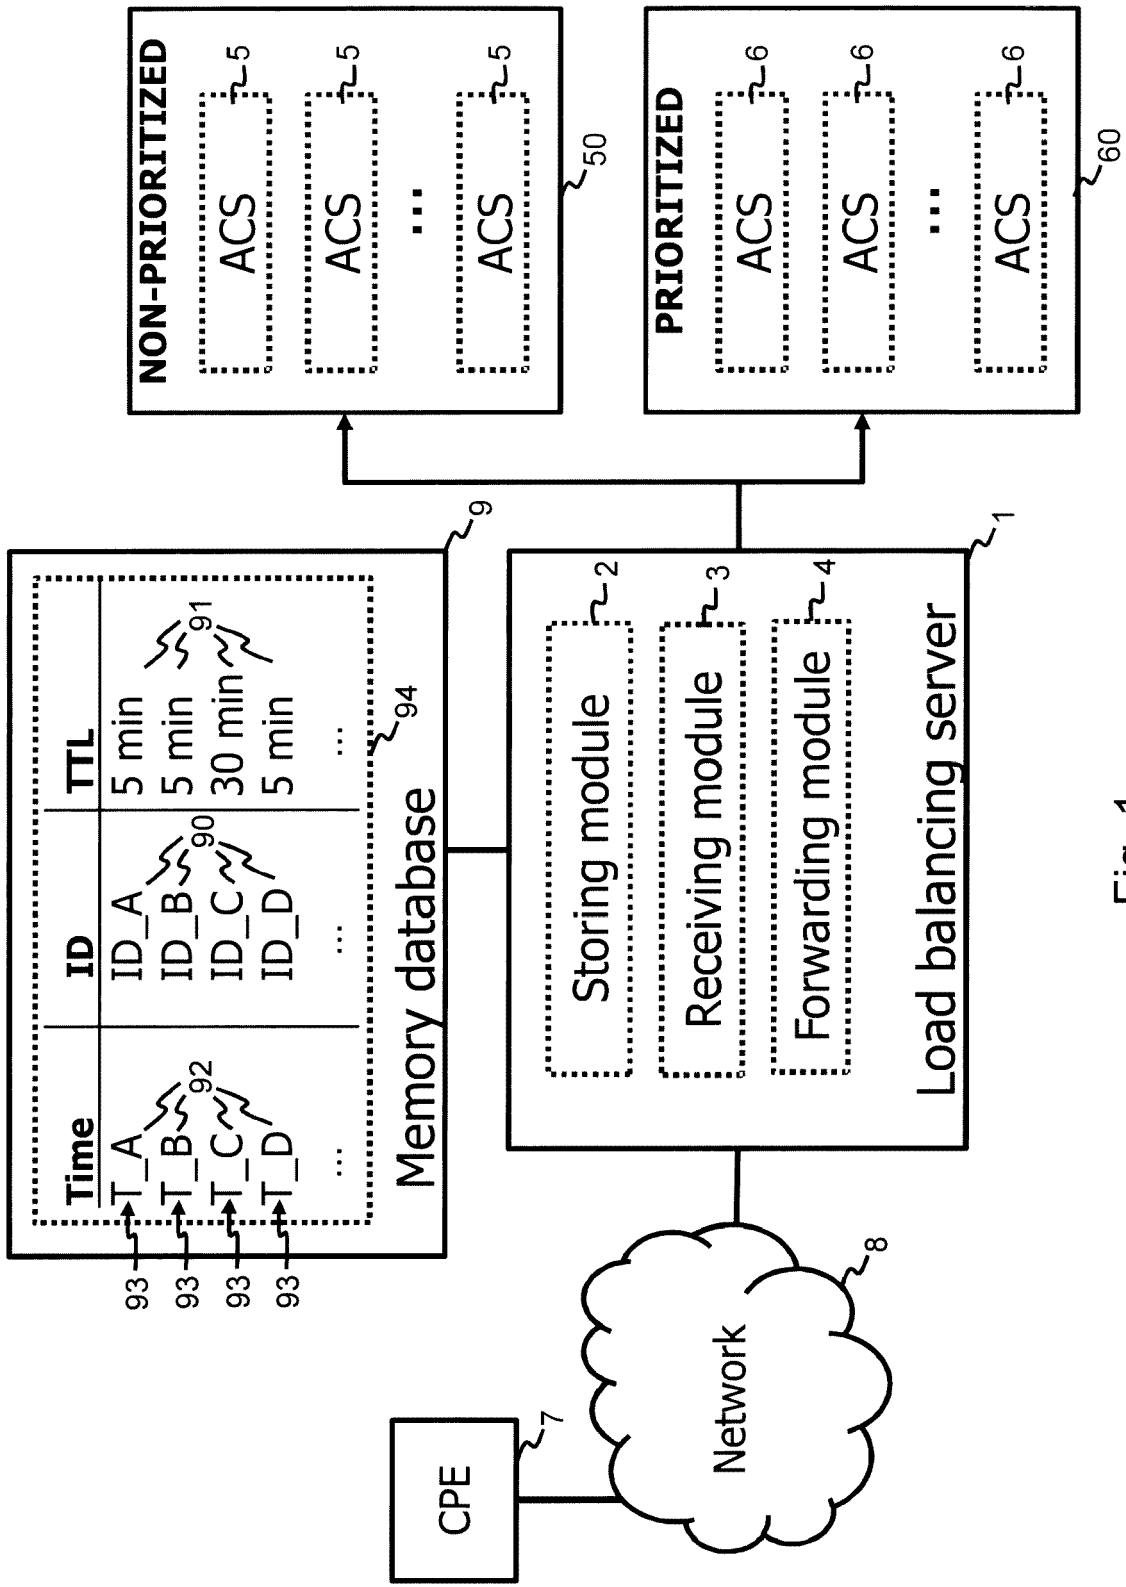 Time ID TTL
93 T_A ID_A 5 min
93 T_B ID_B 5 min
93 T_C ID_C 30 min
93 T_D ID_D 5 min
92 90 91
... ... ...
94
Memory database
9
CPE
7
Network
8
Storing module
2
Receiving module
3
Forwarding module
4
Load balancing server
1
NON-PRIORITIZED
ACS
5
ACS
5
...
ACS
5
50
PRIORITIZED
ACS
6
ACS
6
...
ACS
6
60